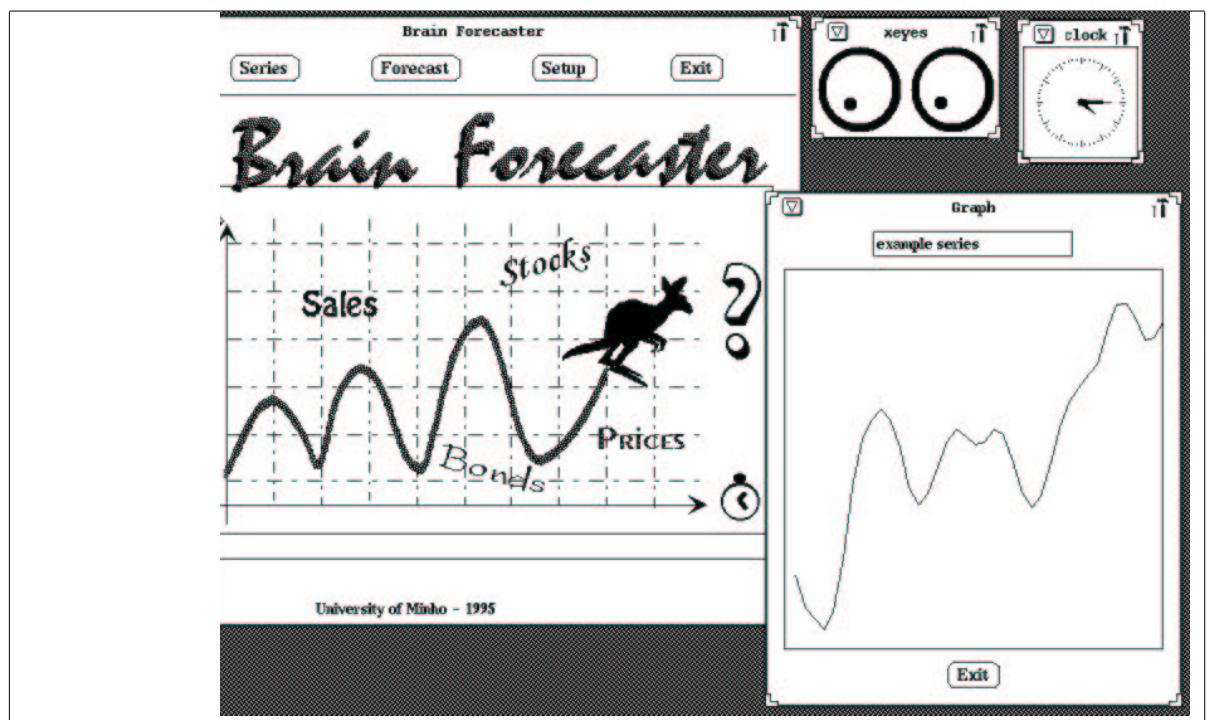 Brain Forecaster
Series Forecast Setup Exit
Brain Forecaster
Stocks
Sales
Prices
Bonds
University of Minho - 1995
xeyes
clock
Graph
example series
Exit